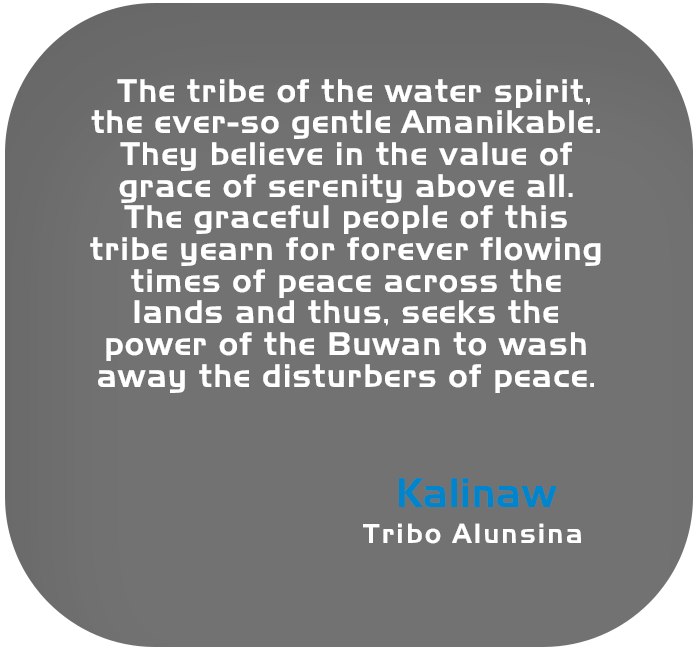 The tribe of the water spirit,
the ever-so gentle Amanikable.
They believe in the value of
grace of serenity above all.
The graceful people of this
tribe yearn for forever flowing
times of peace across the
lands and thus, seeks the
power of the Buwan to wash
away the disturbers of peace.
Kalinaw
Tribo Alunsina